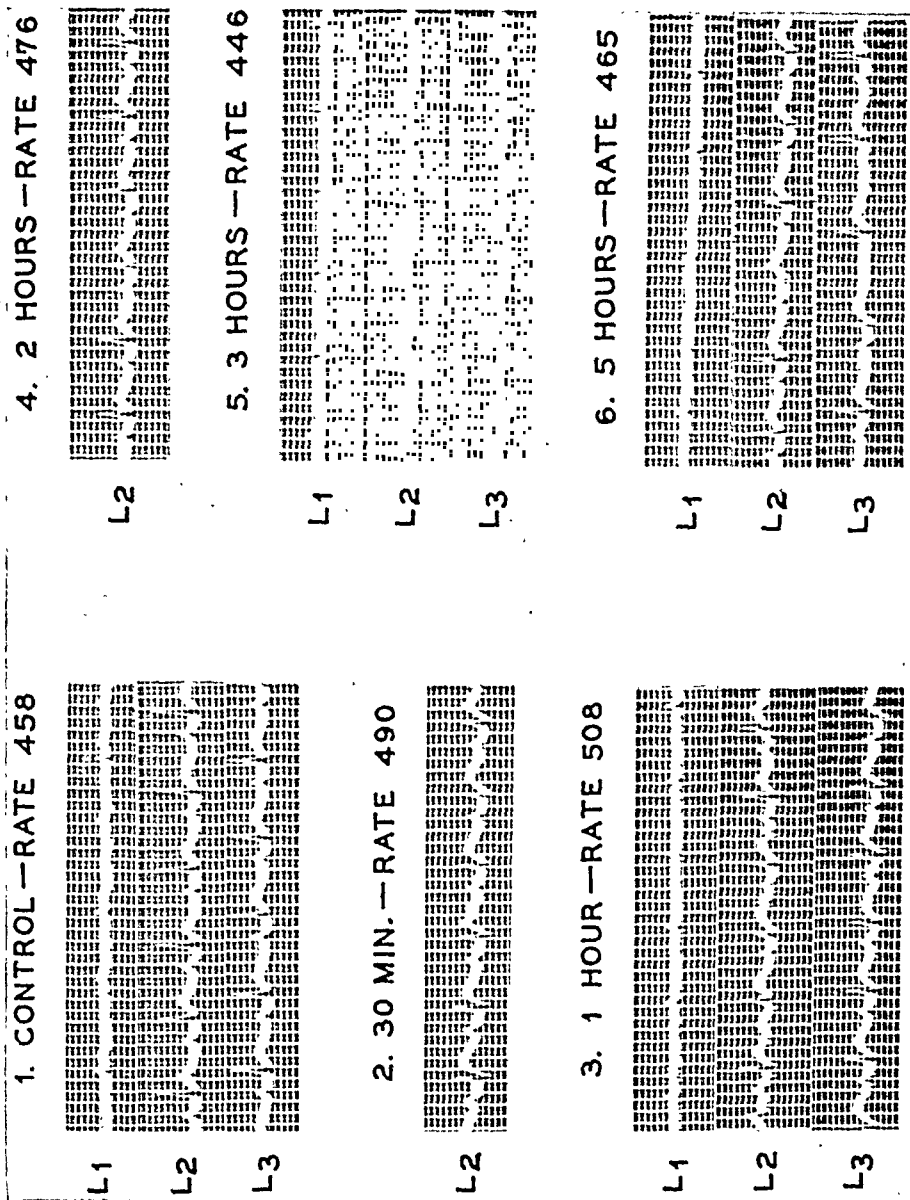 1. CONTROL—RATE 458
L1
L2
L3
2. 30 MIN.—RATE 490
L2
3. 1 HOUR—RATE 508
L1
L2
L3
4. 2 HOURS—RATE 476
L2
5. 3 HOURS—RATE 446
L1
L2
L3
6. 5 HOURS—RATE 465
L1
L2
L3